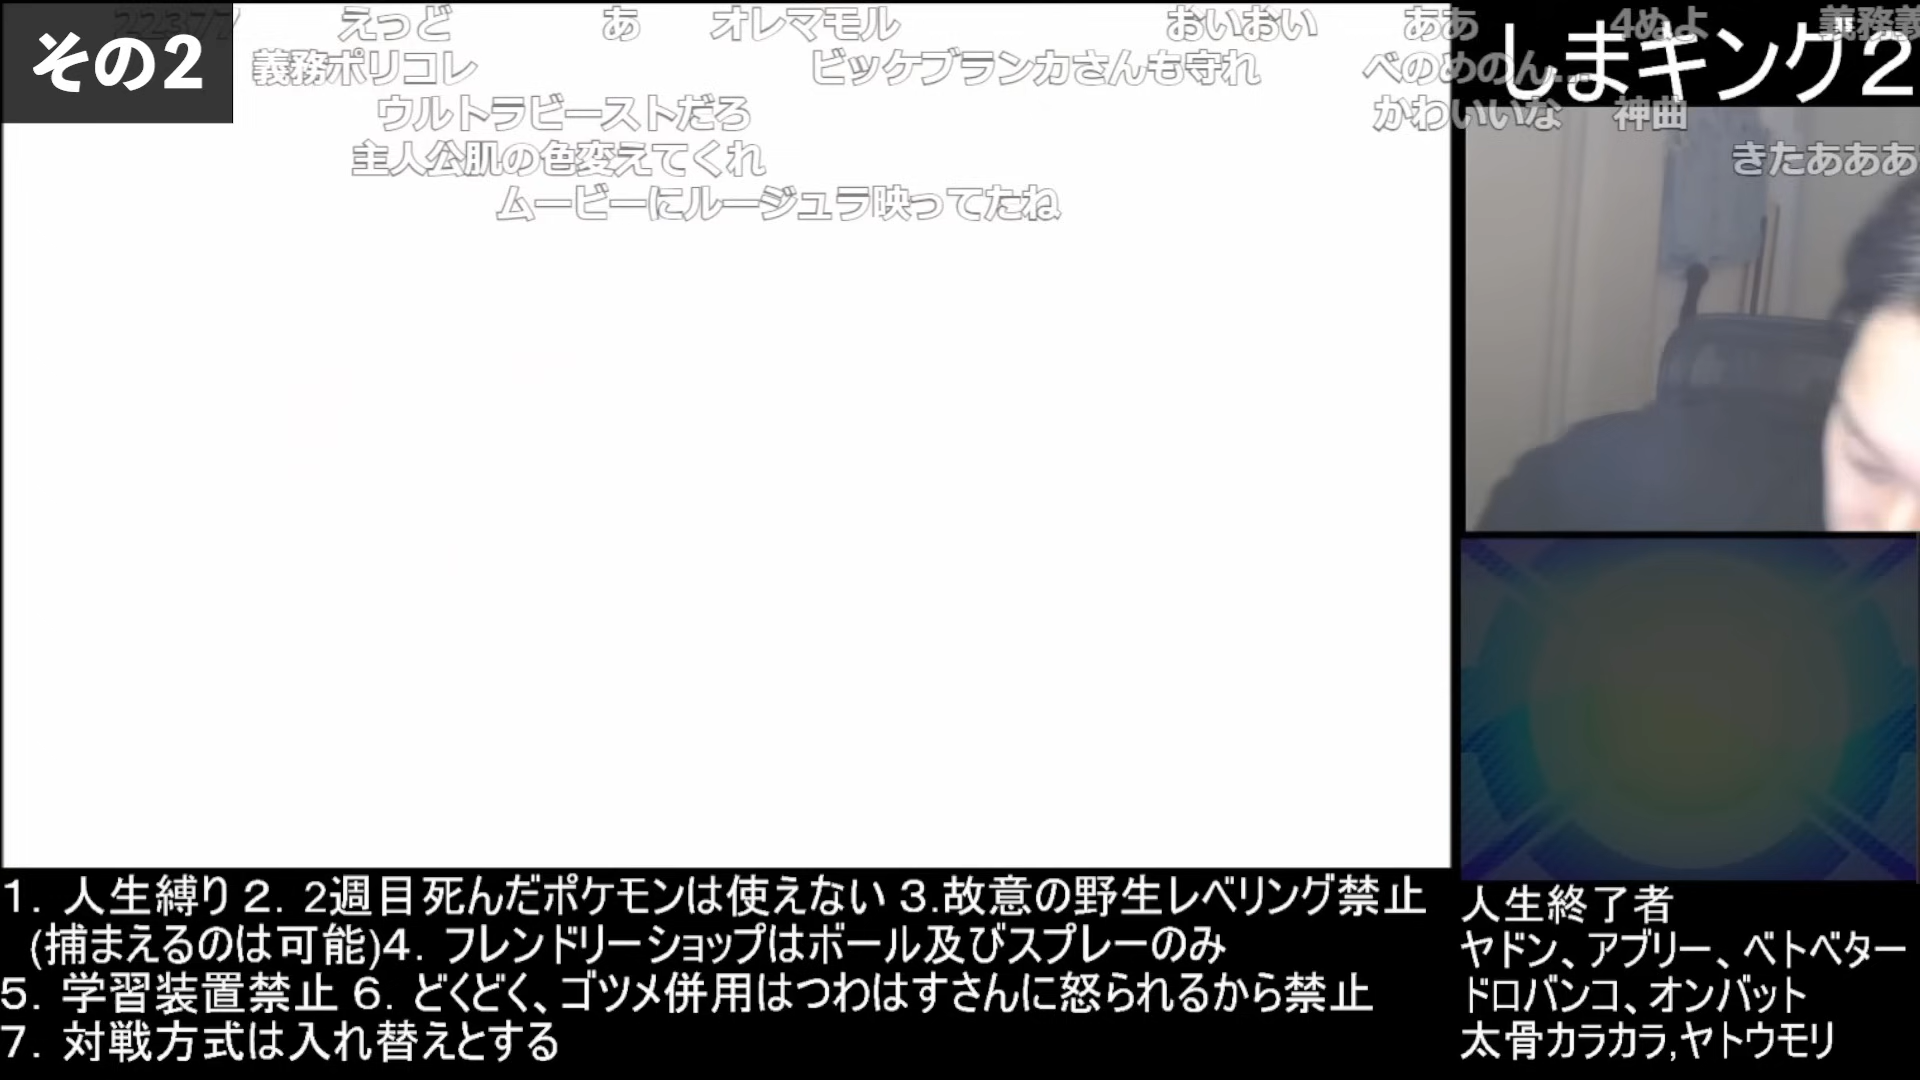 22377
その2
えっど
あ
オレマモル
おいおい
ああ
4ぬよ
義務
義務ポリコレ
ビッケブランカさんも守れ
べのめのん...
しまキング2
ウルトラビーストだろ
かわいいな
神曲
主人公肌の色変えてくれ
きたあああ
ムービーにルージュラ映ってたね
1. 人生縛り 2. 2週目死んだポケモンは使えない 3.故意の野生レベリング禁止
(捕まえるのは可能)4. フレンドリーショップはボール及びスプレーのみ
5. 学習装置禁止 6. どくどく、ゴツメ併用はつわはすさんに怒られるから禁止
7. 対戦方式は入れ替えとする
人生終了者
ヤドン、アブリー、ベトベター
ドロバンコ、オンバット
太骨カラカラ,ヤトウモリ